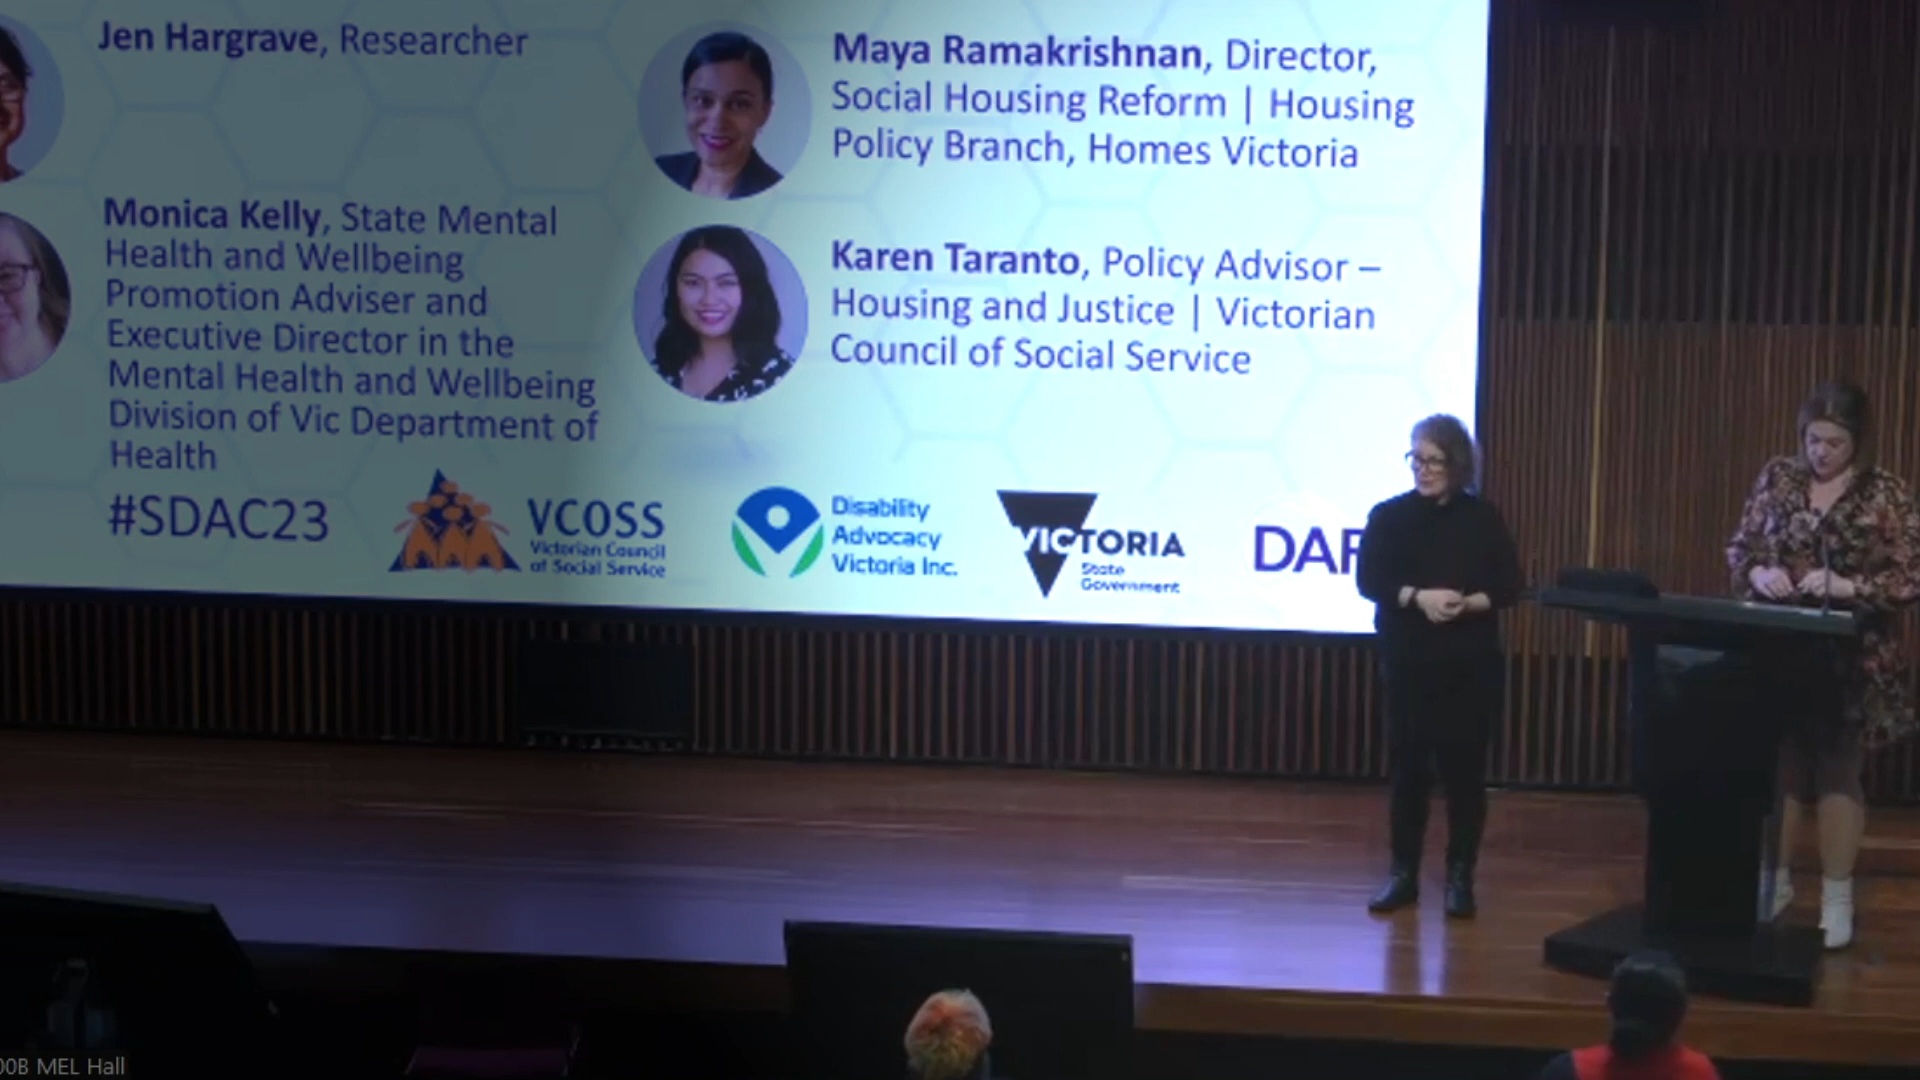 Jen Hargrave, Researcher
Monica Kelly, State Mental
Health and Wellbeing
Promotion Adviser and
Executive Director in the
Mental Health and Wellbeing
Division of Vic Department of
Health
Maya Ramakrishnan, Director,
Social Housing Reform | Housing
Policy Branch, Homes Victoria
Karen Taranto, Policy Advisor –
Housing and Justice | Victorian
Council of Social Service
#SDAC23
VCOSS
Victorian Council
of Social Service
Disability
Advocacy
Victoria Inc.
VICTORIA
State
Government
MEL Hall